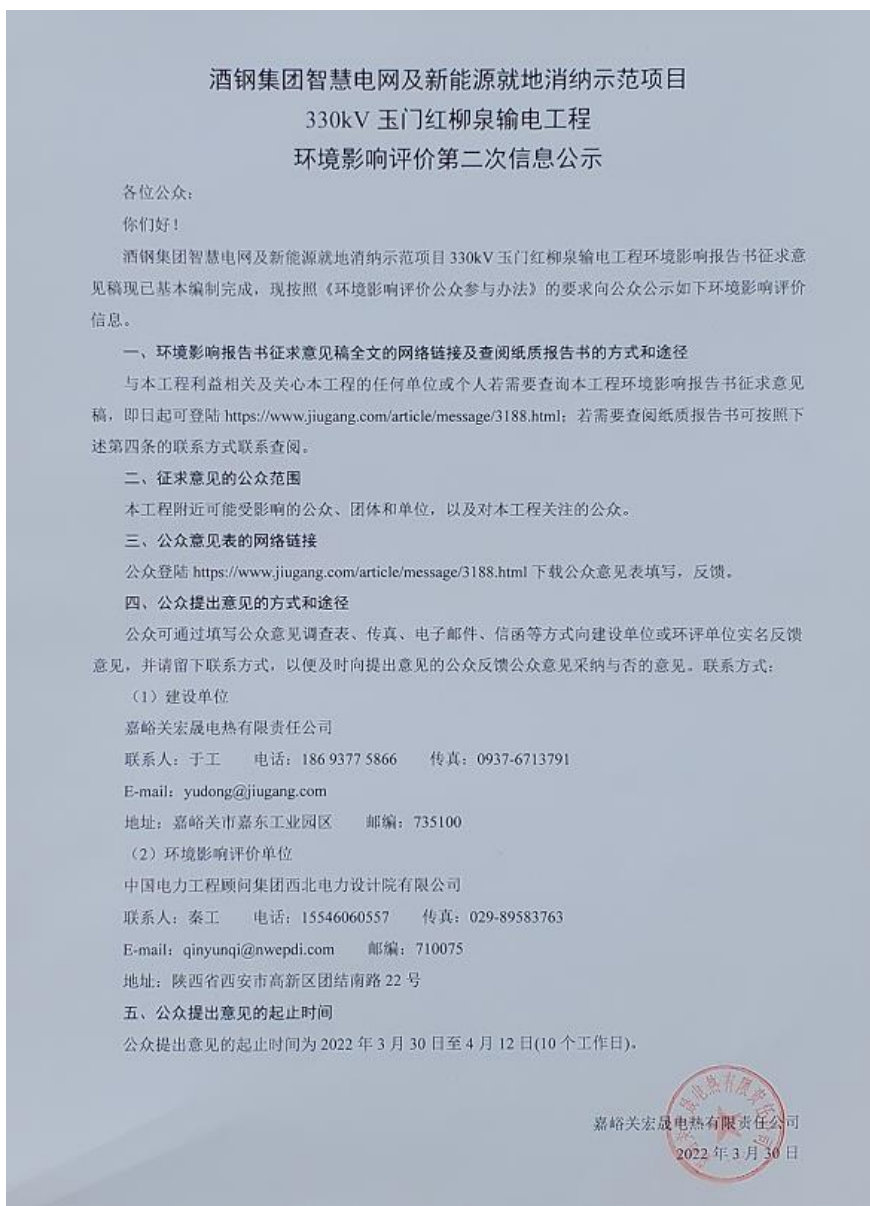 酒钢集团智慧电网及新能源就地消纳示范项目
330kV 玉门红柳泉输电工程
环境影响评价第二次信息公示
各位公众：
你们好！
酒钢集团智慧电网及新能源就地消纳示范项目 330kV 玉门红柳泉输电工程环境影响报告书征求意
见稿现已基本编制完成，现按照《环境影响评价公众参与办法》的要求向公众公示如下环境影响评价
信息。
一、环境影响报告书征求意见稿全文的网络链接及查阅纸质报告书的方式和途径
与本工程利益相关及关心本工程的任何单位或个人若需要查询本工程环境影响报告书征求意见
稿，即日起可登陆 https://www.jiugang.com/article/message/3188.html；若需要查阅纸质报告书可按照下
述第四条的联系方式联系查阅。
二、征求意见的公众范围
本工程附近可能受影响的公众、团体和单位，以及对本工程关注的公众。
三、公众意见表的网络链接
公众登陆 https://www.jiugang.com/article/message/3188.html 下载公众意见表填写，反馈。
四、公众提出意见的方式和途径
公众可通过填写公众意见调查表、传真、电子邮件、信函等方式向建设单位或环评单位实名反馈
意见，并请留下联系方式，以便及时向提出意见的公众反馈公众意见采纳与否的意见。联系方式：
（1）建设单位
嘉峪关宏晟电热有限责任公司
联系人：于工　　电话：186 9377 5866　　传真：0937-6713791
E-mail：yudong@jiugang.com
地址：嘉峪关市嘉东工业园区　　邮编：735100
（2）环境影响评价单位
中国电力工程顾问集团西北电力设计院有限公司
联系人：秦工　　电话：15546060557　　传真：029-89583763
E-mail：qinyunqi@nwepdi.com　　邮编：710075
地址：陕西省西安市高新区团结南路 22 号
五、公众提出意见的起止时间
公众提出意见的起止时间为 2022 年 3 月 30 日至 4 月 12 日(10 个工作日)。
嘉峪关宏晟电热有限责任公司
2022 年 3 月 30 日
嘉峪关宏晟电热有限责任公司